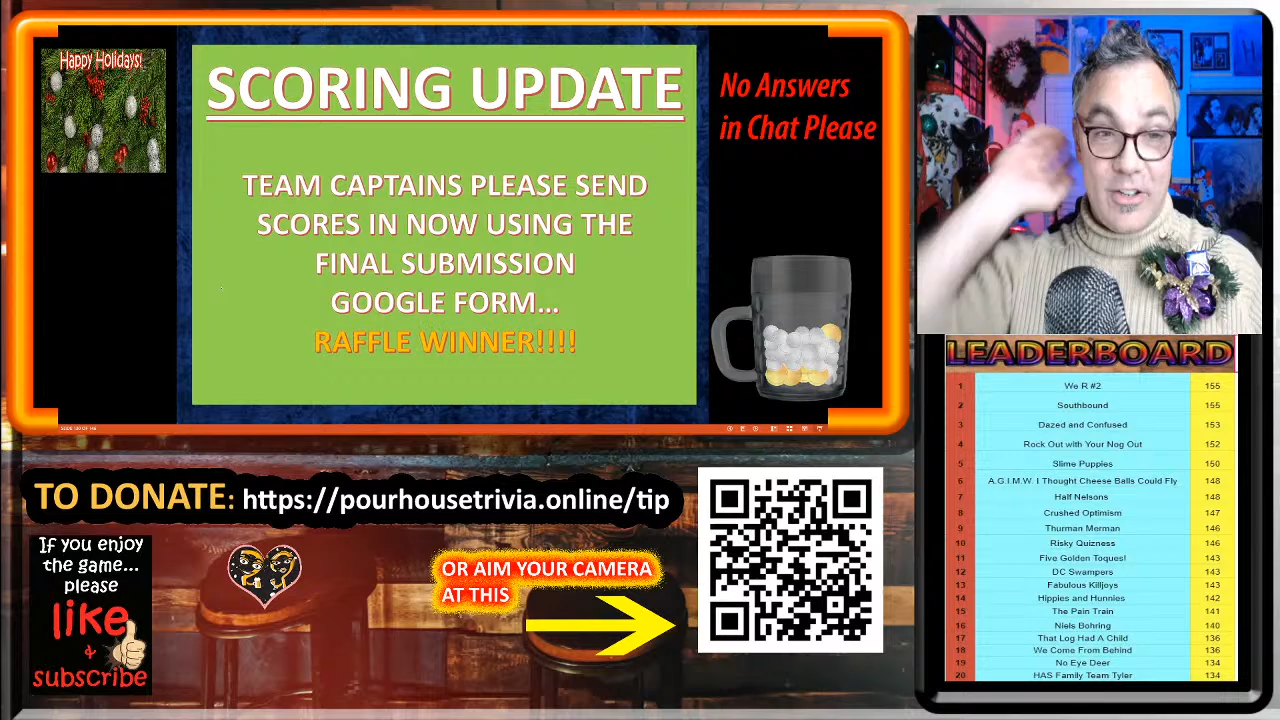 Happy Holidays!
SCORING UPDATE
TEAM CAPTAINS PLEASE SEND
SCORES IN NOW USING THE
FINAL SUBMISSION
GOOGLE FORM...
RAFFLE WINNER!!!!
No Answers
in Chat Please
TO DONATE: https://pourhousetrivia.online/tip
If you enjoy
the game...
please
like
&
subscribe
OR AIM YOUR CAMERA
AT THIS
LEADERBOARD
1 We R #2 155
2 Southbound 155
3 Dazed and Confused 153
4 Rock Out with Your Nog Out 152
5 Slime Puppies 150
6 A.G.I.M.W. I Thought Cheese Balls Could Fly 148
7 Half Nelsons 148
8 Crushed Optimism 147
9 Thurman Merman 146
10 Risky Quizness 146
11 Five Golden Toques! 143
12 DC Swampers 143
13 Fabulous Killjoys 143
14 Hippies and Hunnies 142
15 The Pain Train 141
16 Niels Bohring 140
17 That Log Had A Child 136
18 We Come From Behind 136
19 No Eye Deer 134
20 HAS Family Team Tyler 134